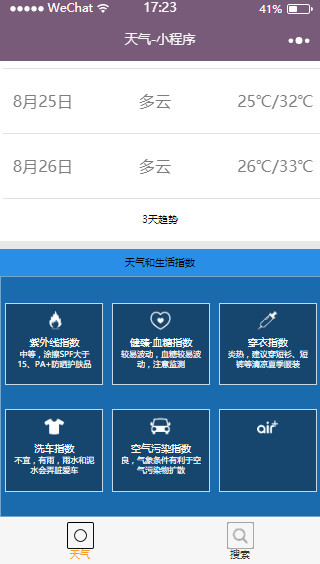 WeChat 17:23 41%
天气-小程序
8月25日 多云 25℃/32℃
8月26日 多云 26℃/33℃
3天趋势
天气和生活指数
紫外线指数
中等，涂擦SPF大于
15、PA+防晒护肤品
健臻·血糖指数
较易波动，血糖较易波
动，注意监测
穿衣指数
炎热，建议穿短衫、短
裤等清凉夏季服装
洗车指数
不宜，有雨，雨水和泥
水会弄脏爱车
空气污染指数
良，气象条件有利于空
气污染物扩散
air+
天气 搜索